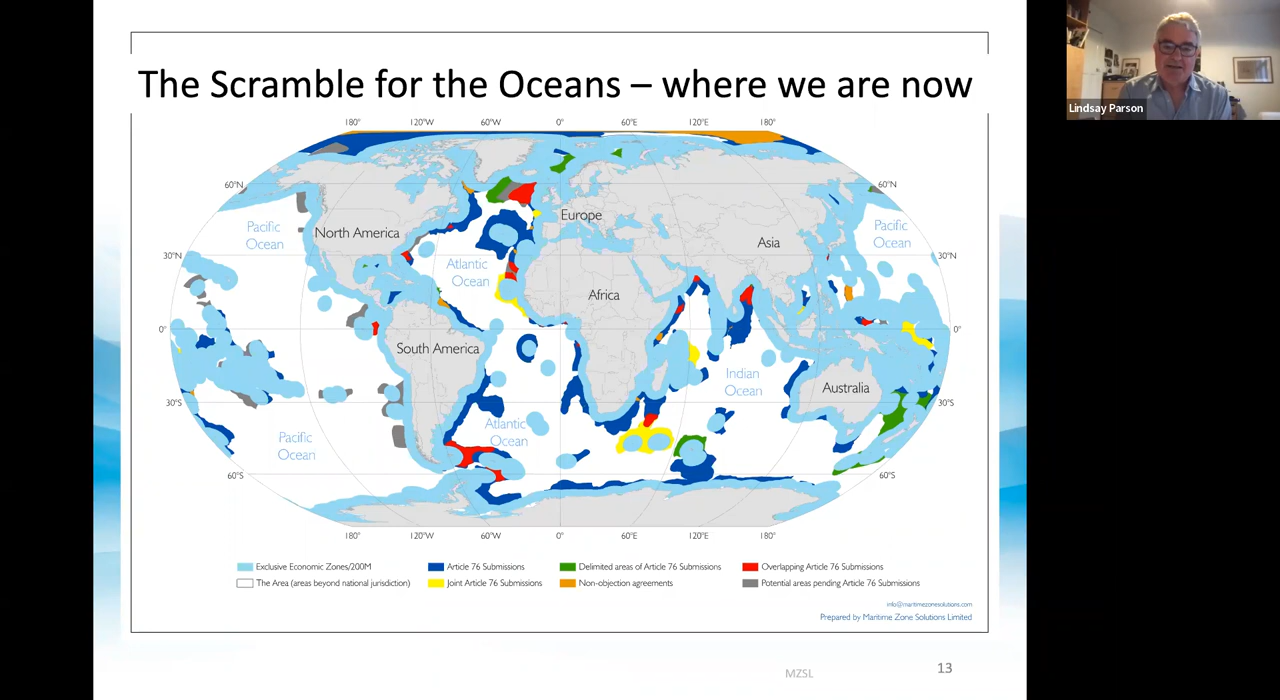 The Scramble for the Oceans – where we are now
Lindsay Parson
180° 120°W 60°W 0° 60°E 120°E 180°
60°N 60°N
Pacific
Ocean
North America
Europe
Asia
Pacific
Ocean
30°N 30°N
Atlantic
Ocean
Africa
0° 0°
South America
Indian
Ocean
Australia
30°S 30°S
Atlantic
Ocean
Pacific
Ocean
60°S 60°S
180° 120°W 60°W 0° 60°E 120°E 180°
Exclusive Economic Zones/200M Article 76 Submissions Delimited areas of Article 76 Submissions Overlapping Article 76 Submissions
The Area (areas beyond national jurisdiction) Joint Article 76 Submissions Non-objection agreements Potential areas pending Article 76 Submissions
info@maritimezonesolutions.com
Prepared by Maritime Zone Solutions Limited
MZSL
13